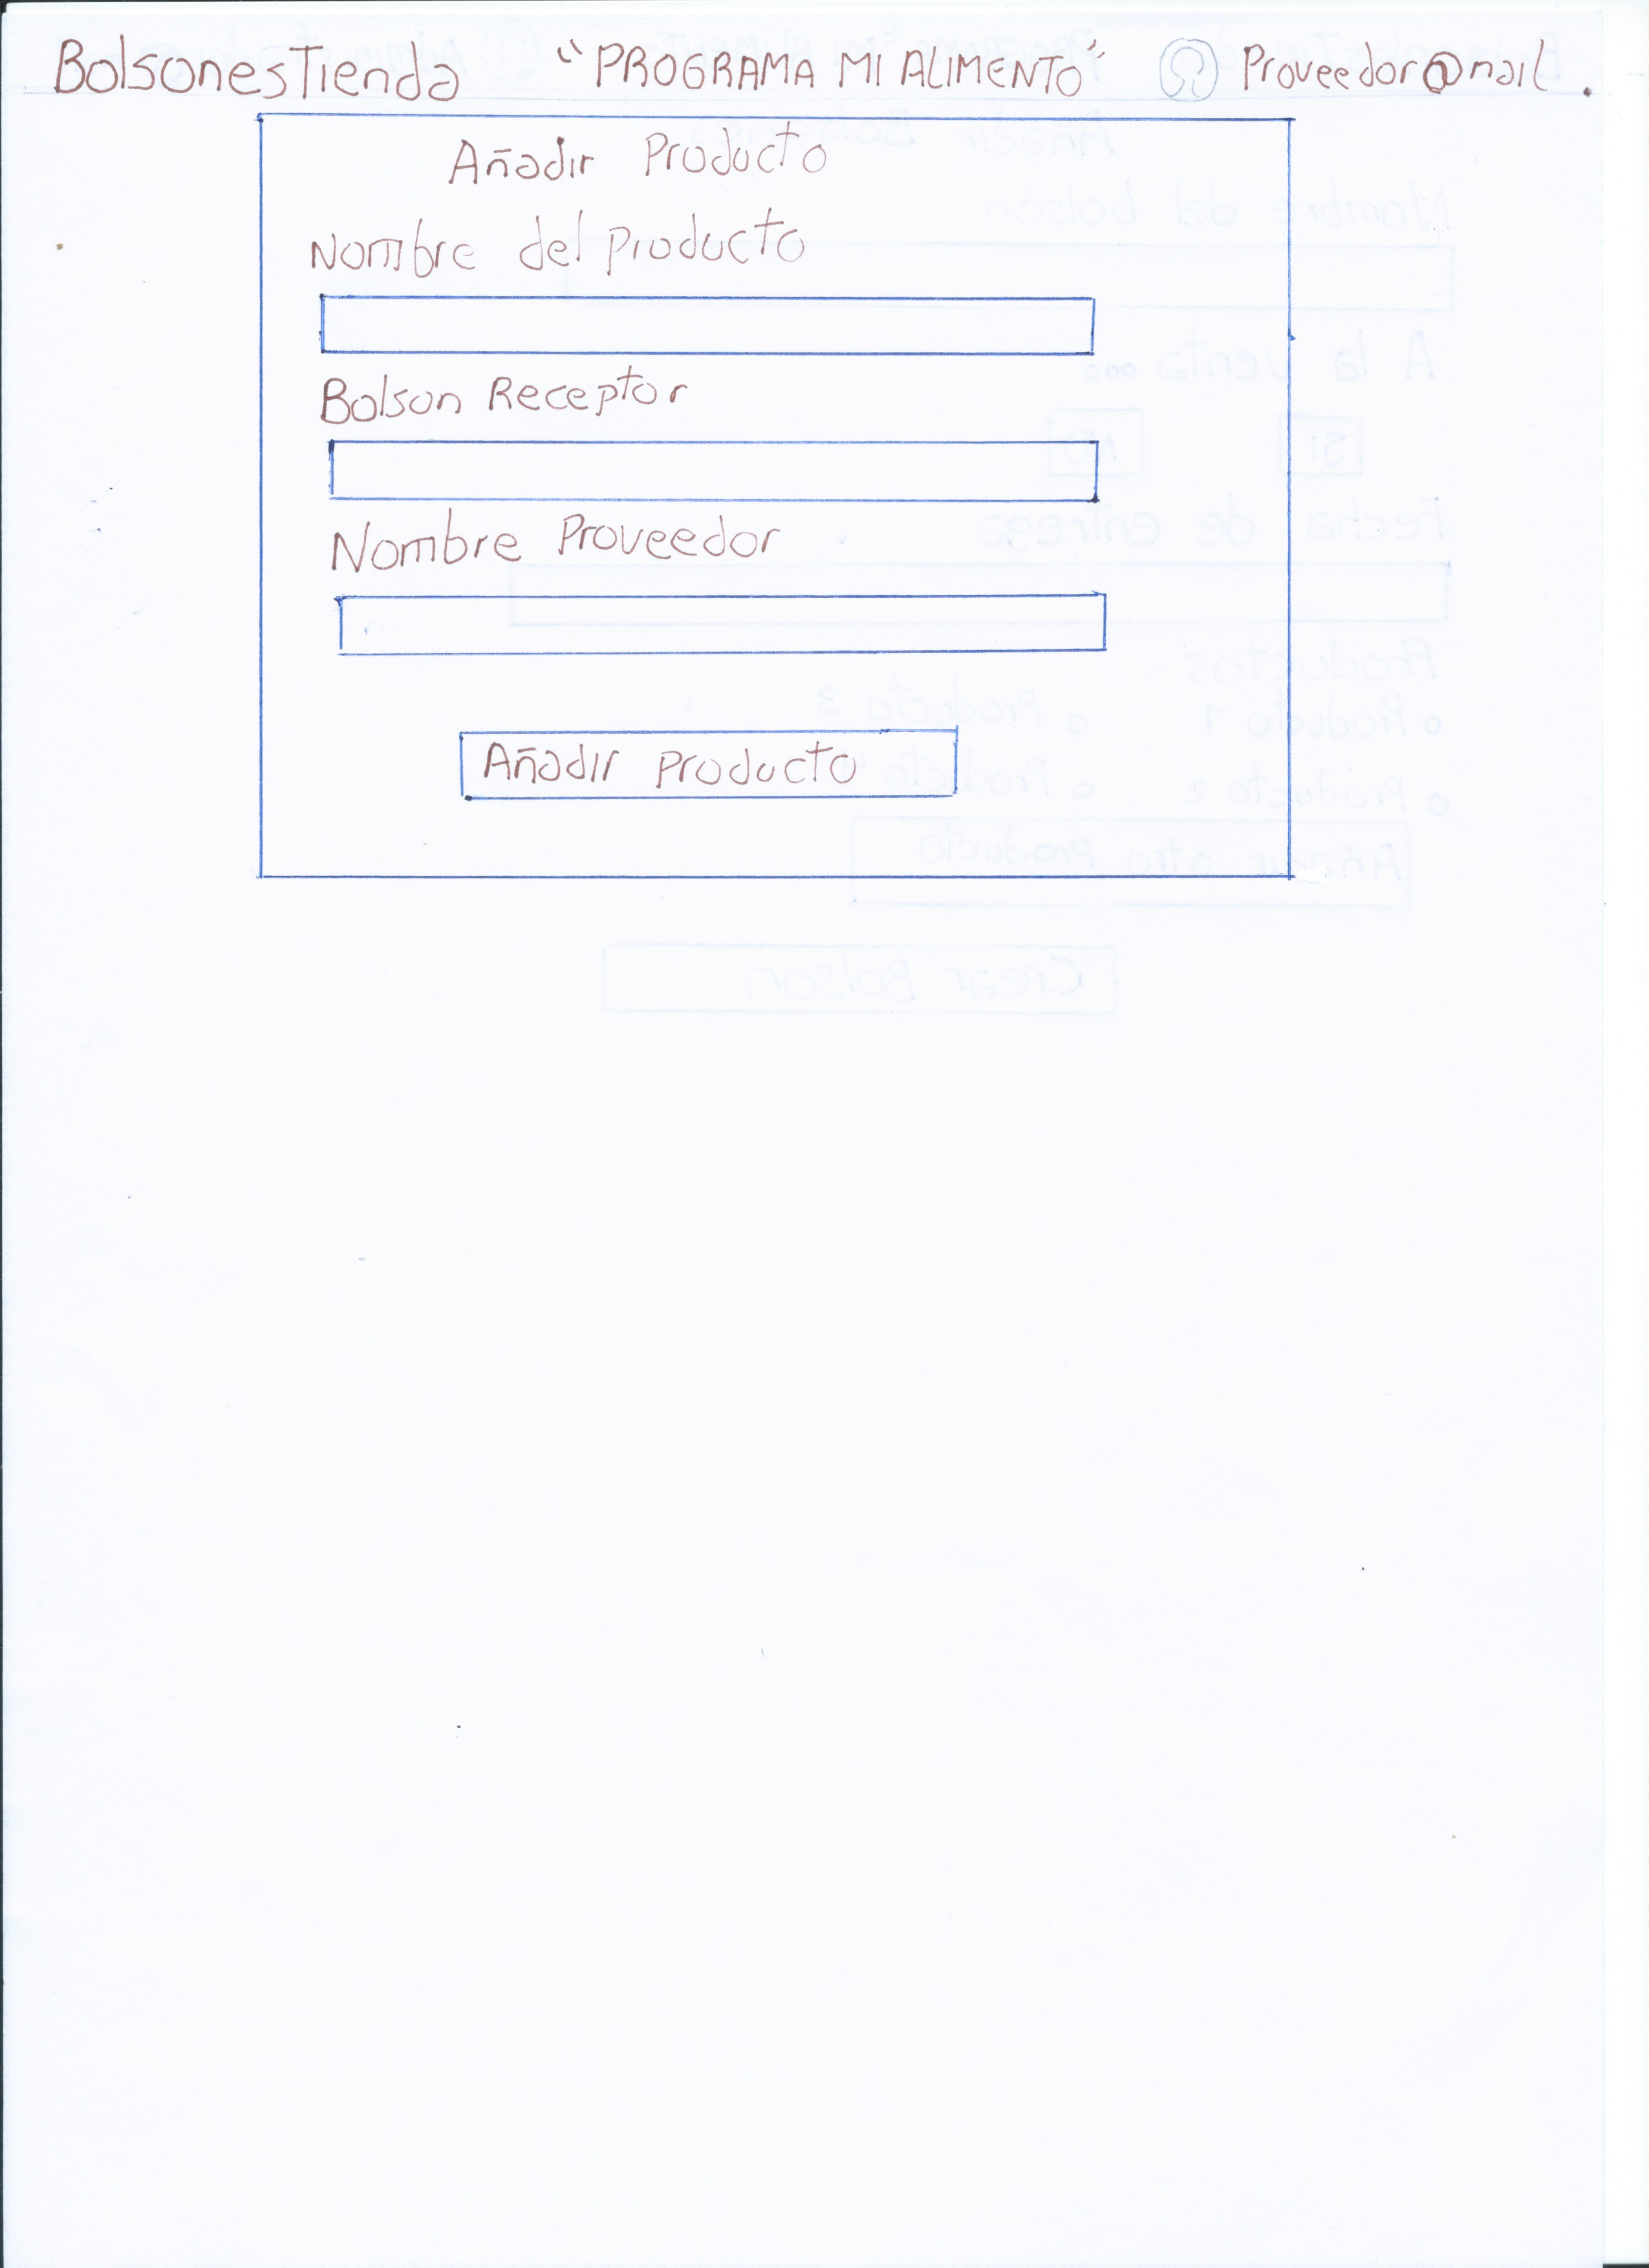 BolsonesTienda "PROGRAMA MI ALIMENTO" Proveedor@mail.
Añadir Producto
Nombre del Producto
Bolson Receptor
Nombre Proveedor
Añadir Producto